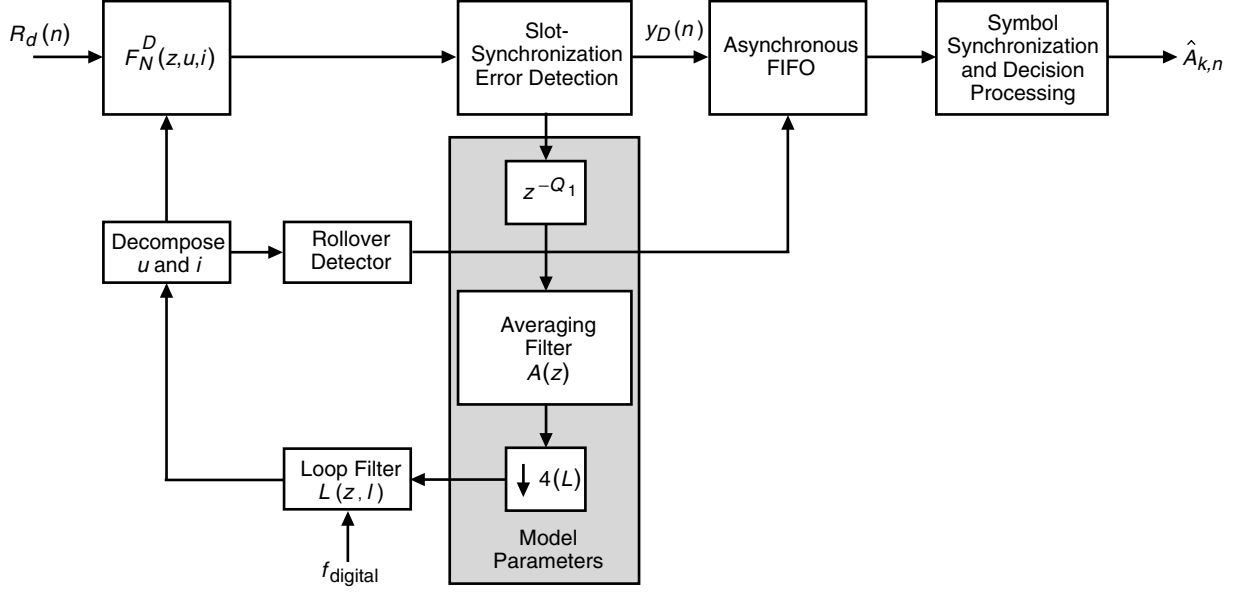 R_d(n)
F_N^D(z,u,i)
Slot-
Synchronization
Error Detection
y_D(n)
Asynchronous
FIFO
Symbol
Synchronization
and Decision
Processing
Â_{k,n}
z^{-Q_1}
Decompose
u and i
Rollover
Detector
Averaging
Filter
A(z)
Loop Filter
L(z,l)
↓ 4(L)
Model
Parameters
f_digital